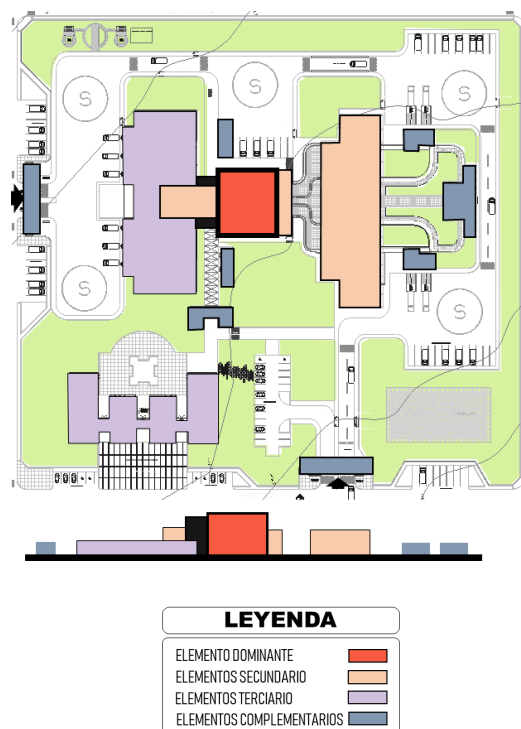 S
S
S
S
S
LEYENDA
ELEMENTO DOMINANTE
ELEMENTOS SECUNDARIO
ELEMENTOS TERCIARIO
ELEMENTOS COMPLEMENTARIOS